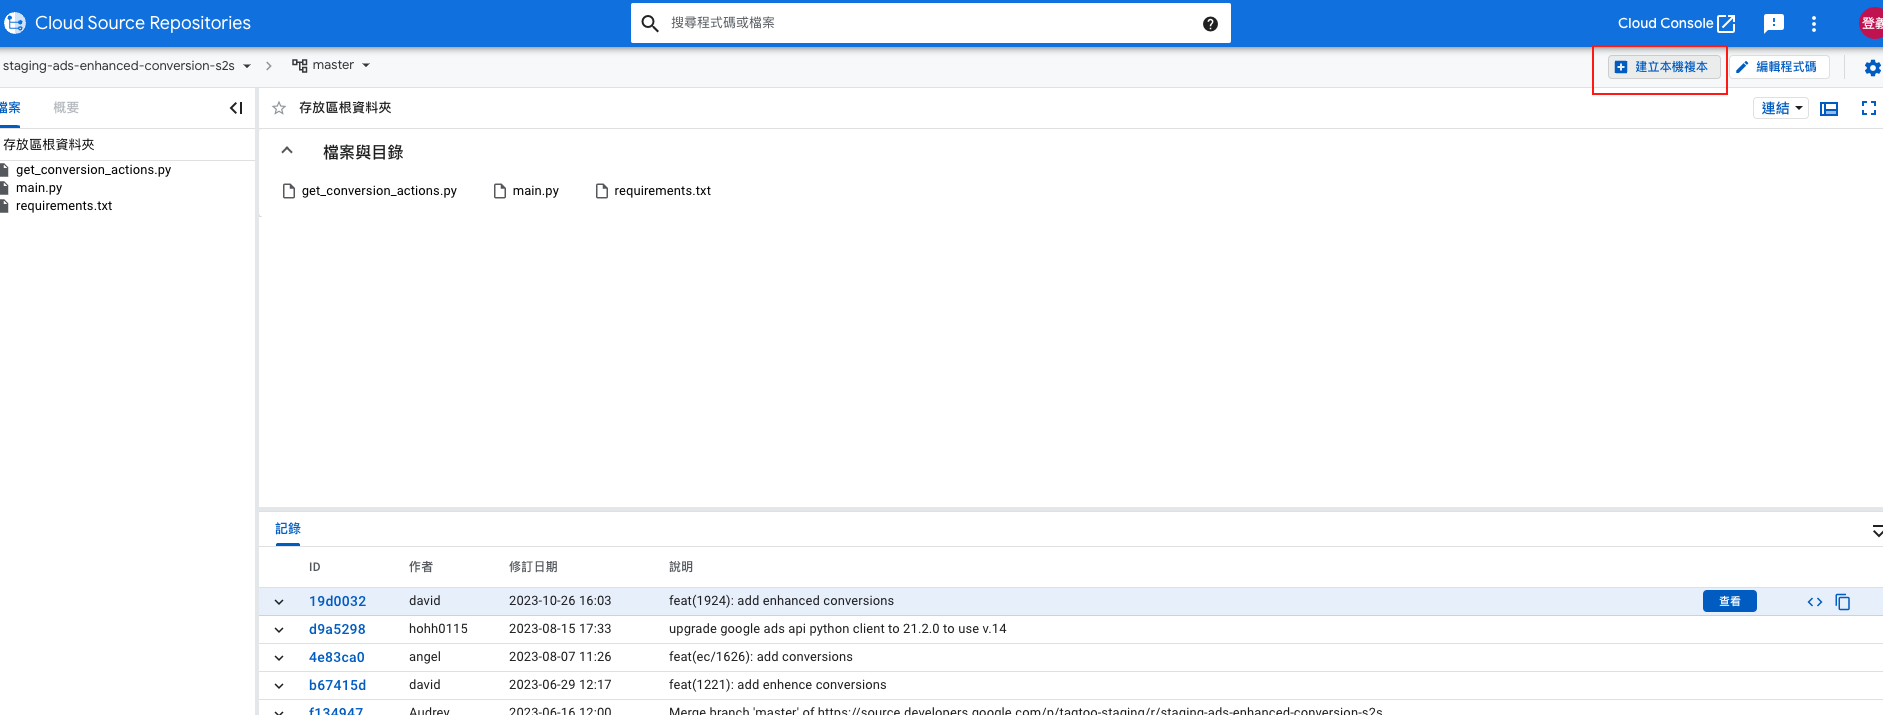 Cloud Source Repositories
搜尋程式碼或檔案
Cloud Console
登義
staging-ads-enhanced-conversion-s2s
master
建立本機複本
編輯程式碼
檔案
概要
存放區根資料夾
連結
存放區根資料夾
get_conversion_actions.py
main.py
requirements.txt
檔案與目錄
get_conversion_actions.py
main.py
requirements.txt
記錄
ID
作者
修訂日期
說明
19d0032
david
2023-10-26 16:03
feat(1924): add enhanced conversions
查看
d9a5298
hohh0115
2023-08-15 17:33
upgrade google ads api python client to 21.2.0 to use v.14
4e83ca0
angel
2023-08-07 11:26
feat(ec/1626): add conversions
b67415d
david
2023-06-29 12:17
feat(1221): add enhence conversions
f134947
Audrey
2023-06-16 12:00
Merge branch 'master' of https://source.developers.google.com/p/tagtoo-staging/r/staging-ads-enhanced-conversion-s2s